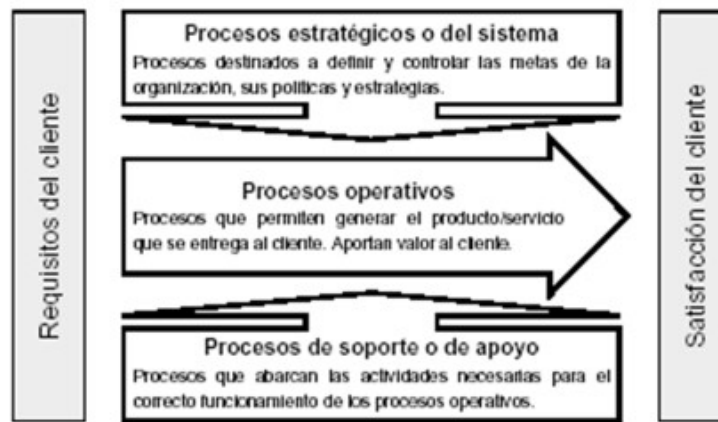 Requisitos del cliente
Procesos estratégicos o del sistema
Procesos destinados a definir y controlar las metas de la
organización, sus políticas y estrategias.
Procesos operativos
Procesos que permiten generar el producto/servicio
que se entrega al cliente. Aportan valor al cliente.
Procesos de soporte o de apoyo
Procesos que abarcan las actividades necesarias para el
correcto funcionamiento de los procesos operativos.
Satisfacción del cliente